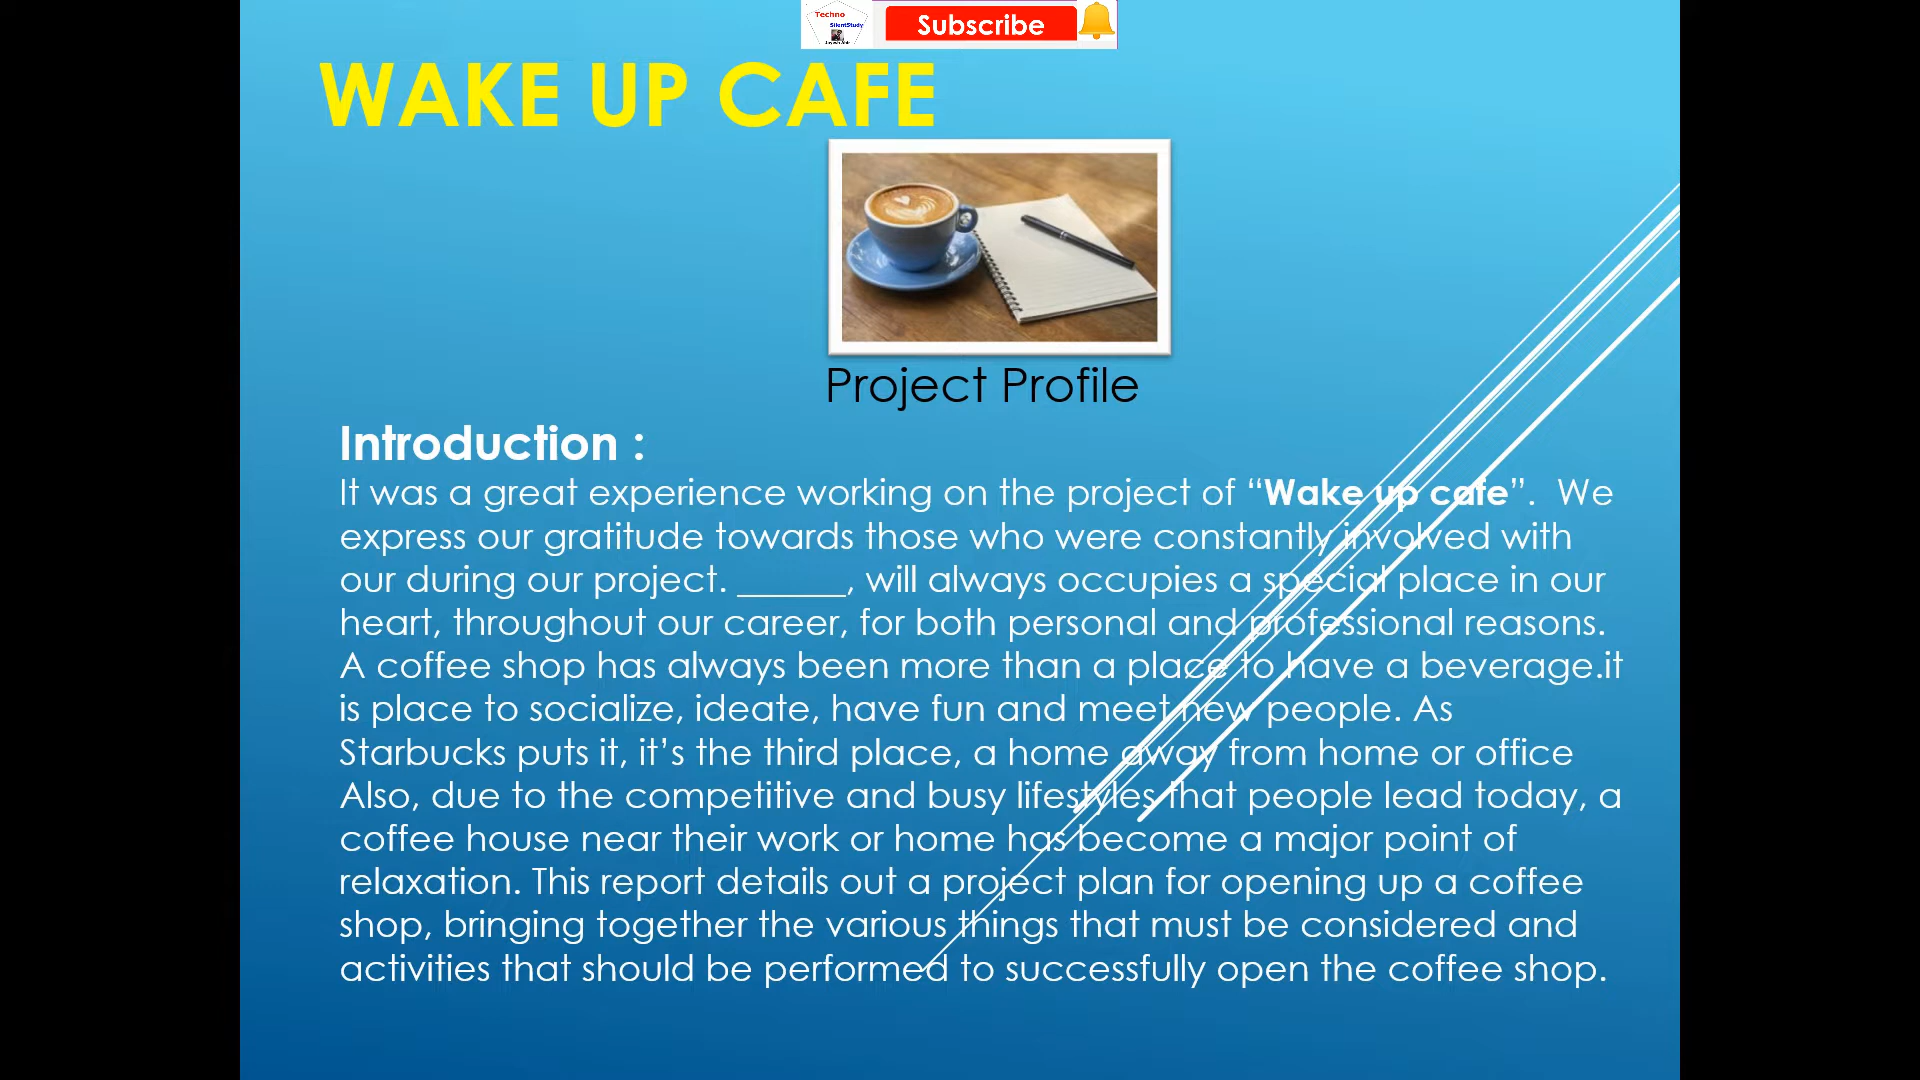 Techno
SilentStudy
Subscribe
WAKE UP CAFE
Project Profile
Introduction :
It was a great experience working on the project of “Wake up cafe”.  We
express our gratitude towards those who were constantly involved with
our during our project. ______, will always occupies a special place in our
heart, throughout our career, for both personal and professional reasons.
A coffee shop has always been more than a place to have a beverage.it
is place to socialize, ideate, have fun and meet new people. As
Starbucks puts it, it’s the third place, a home away from home or office
Also, due to the competitive and busy lifestyles that people lead today, a
coffee house near their work or home has become a major point of
relaxation. This report details out a project plan for opening up a coffee
shop, bringing together the various things that must be considered and
activities that should be performed to successfully open the coffee shop.